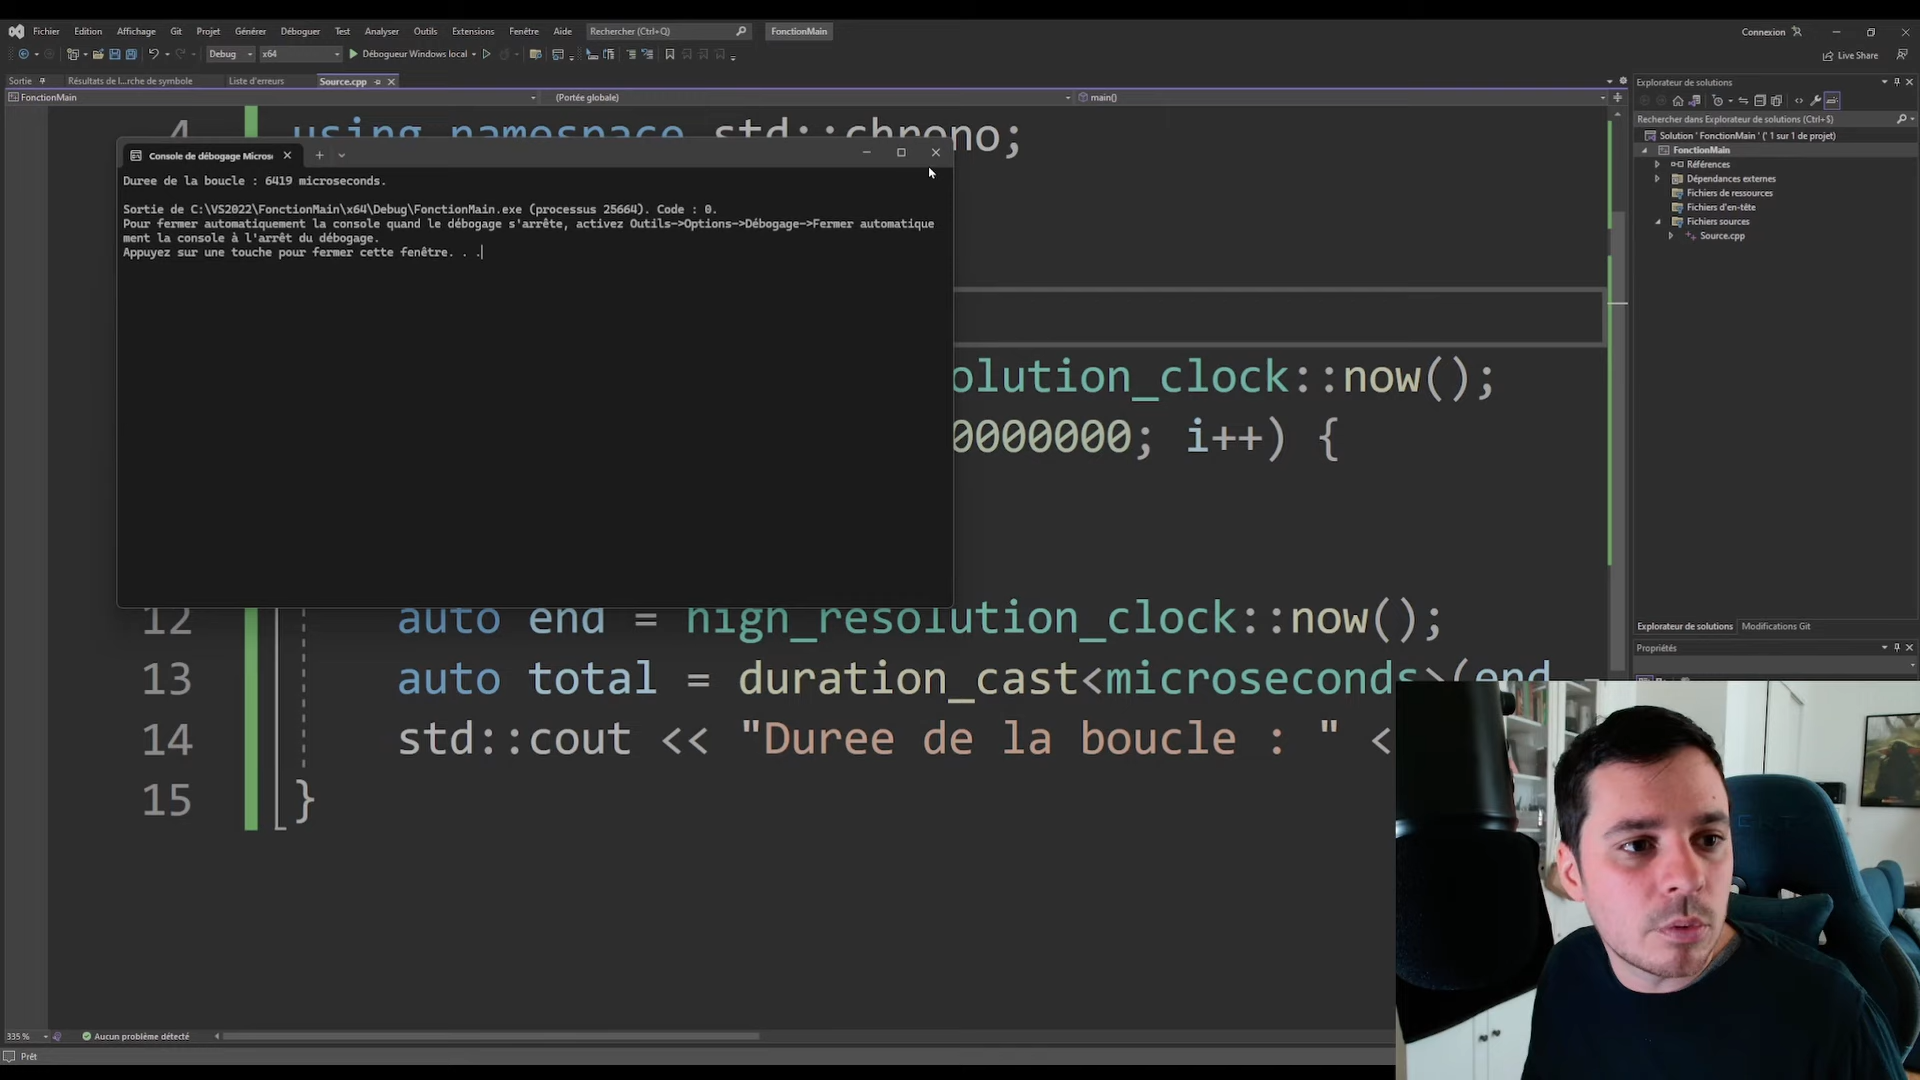 Fichier Edition Affichage Git Projet Générer Déboguer Test Analyser Outils Extensions Fenêtre Aide Rechercher (Ctrl+Q) FonctionMain Connexion
Debug x64 Débogueur Windows local Live Share
Sortie Résultats de l...rche de symbole Liste d'erreurs Source.cpp
FonctionMain (Portée globale) main()
4 using namespace std::chrono;
Console de débogage Micros
Duree de la boucle : 6419 microseconds.
Sortie de C:\VS2022\FonctionMain\x64\Debug\FonctionMain.exe (processus 25664). Code : 0.
Pour fermer automatiquement la console quand le débogage s'arrête, activez Outils->Options->Débogage->Fermer automatique
ment la console à l'arrêt du débogage.
Appuyez sur une touche pour fermer cette fenêtre. . .
olution_clock::now();
0000000; i++) {
12 auto end = high_resolution_clock::now();
13 auto total = duration_cast<microseconds>(end -
14 std::cout << "Duree de la boucle : " <
15 }
335 % Aucun problème détecté
Prêt
Explorateur de solutions
Rechercher dans Explorateur de solutions (Ctrl+$)
Solution ' FonctionMain ' (' 1 sur 1 de projet)
FonctionMain
Références
Dépendances externes
Fichiers de ressources
Fichiers d'en-tête
Fichiers sources
Source.cpp
Explorateur de solutions Modifications Git
Propriétés